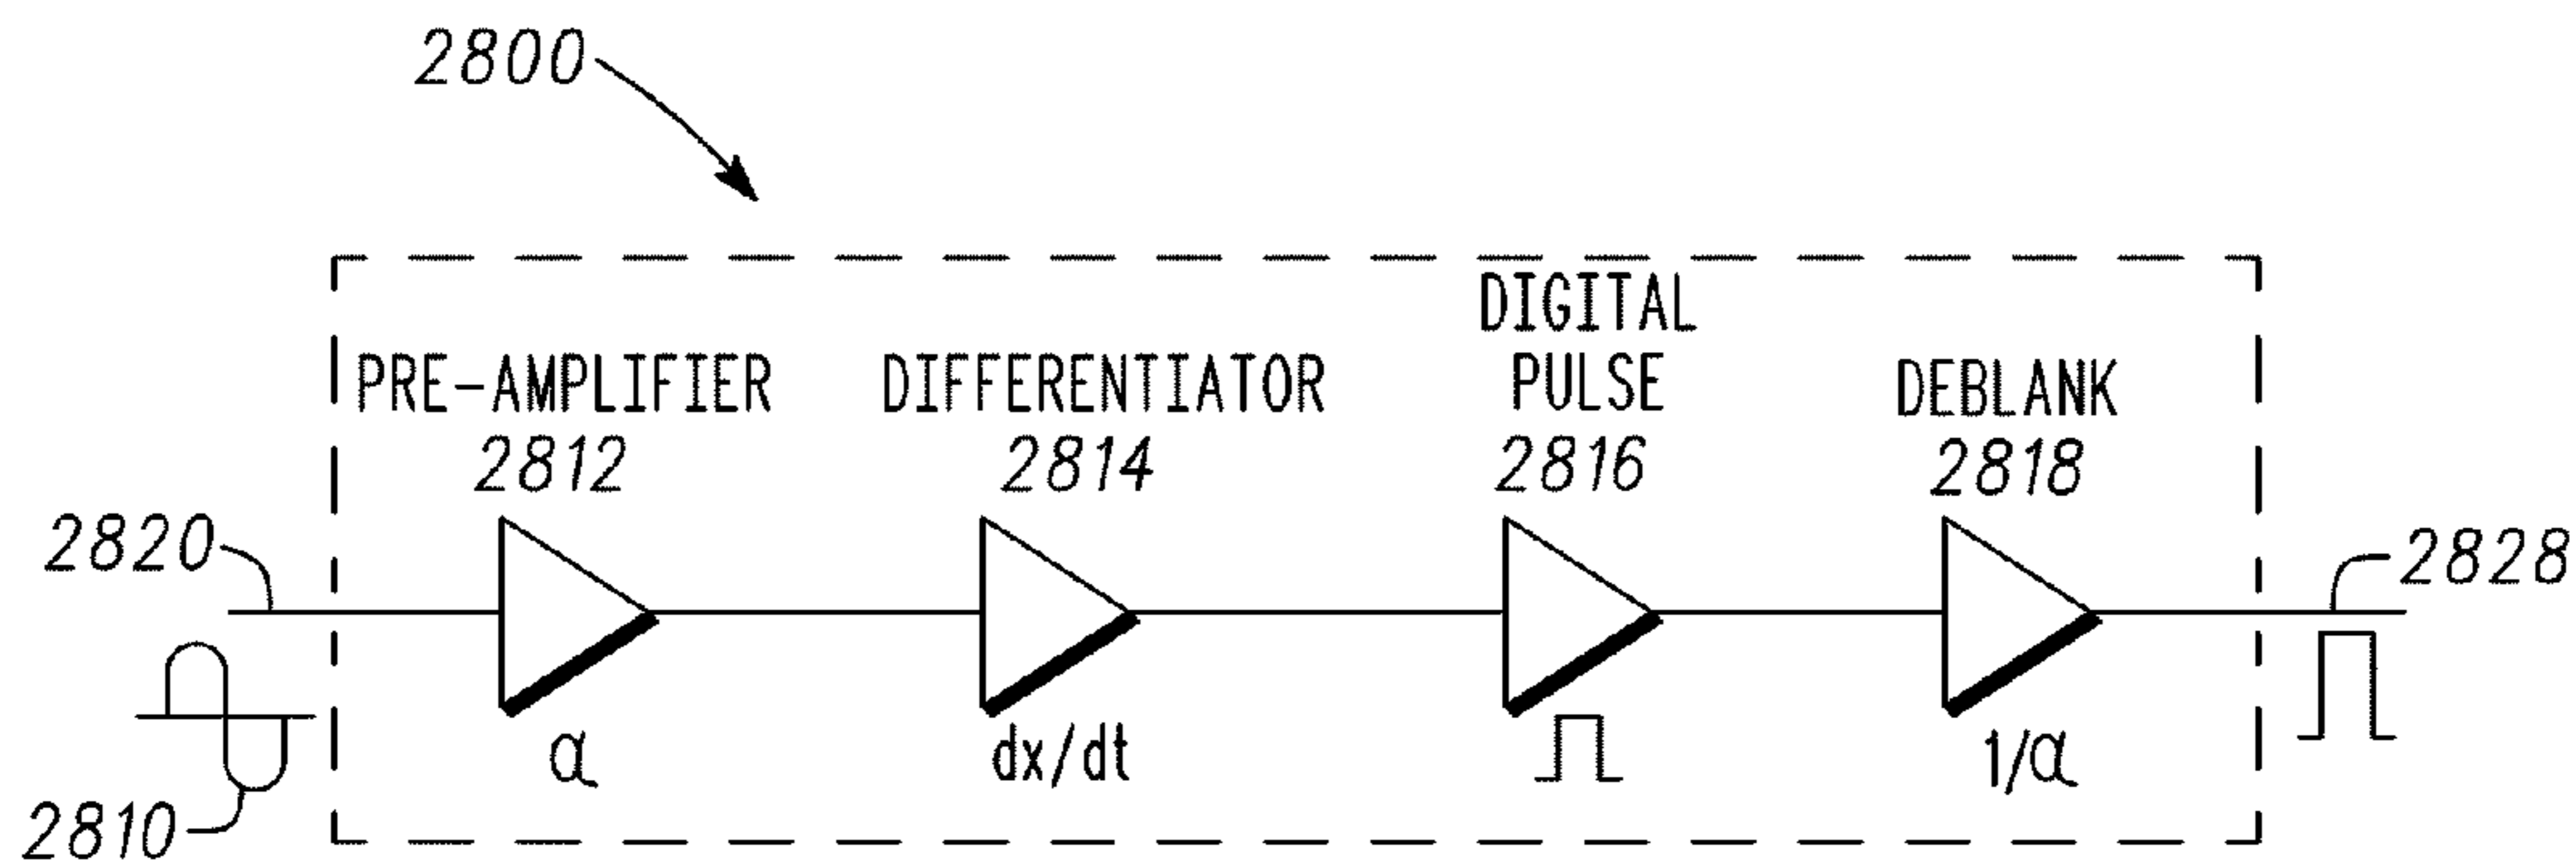 2800
PRE-AMPLIFIER
2812
DIFFERENTIATOR
2814
DIGITAL
PULSE
2816
DEBLANK
2818
2820
2828
2810
α
dx/dt
1/α